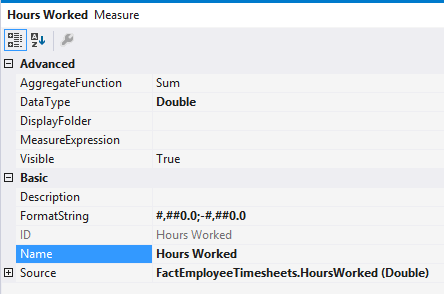 Hours Worked Measure
Advanced
AggregateFunction Sum
DataType Double
DisplayFolder
MeasureExpression
Visible True
Basic
Description
FormatString #,##0.0;-#,##0.0
ID Hours Worked
Name Hours Worked
Source FactEmployeeTimesheets.HoursWorked (Double)